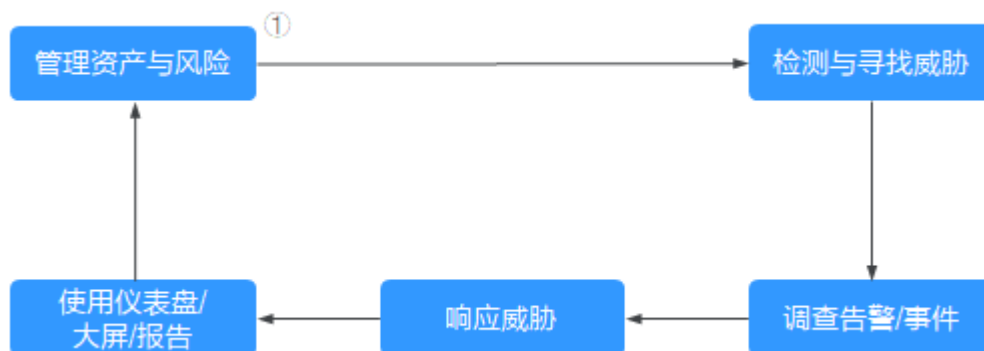 ①
管理资产与风险
检测与寻找威胁
使用仪表盘/
大屏/报告
响应威胁
调查告警/事件